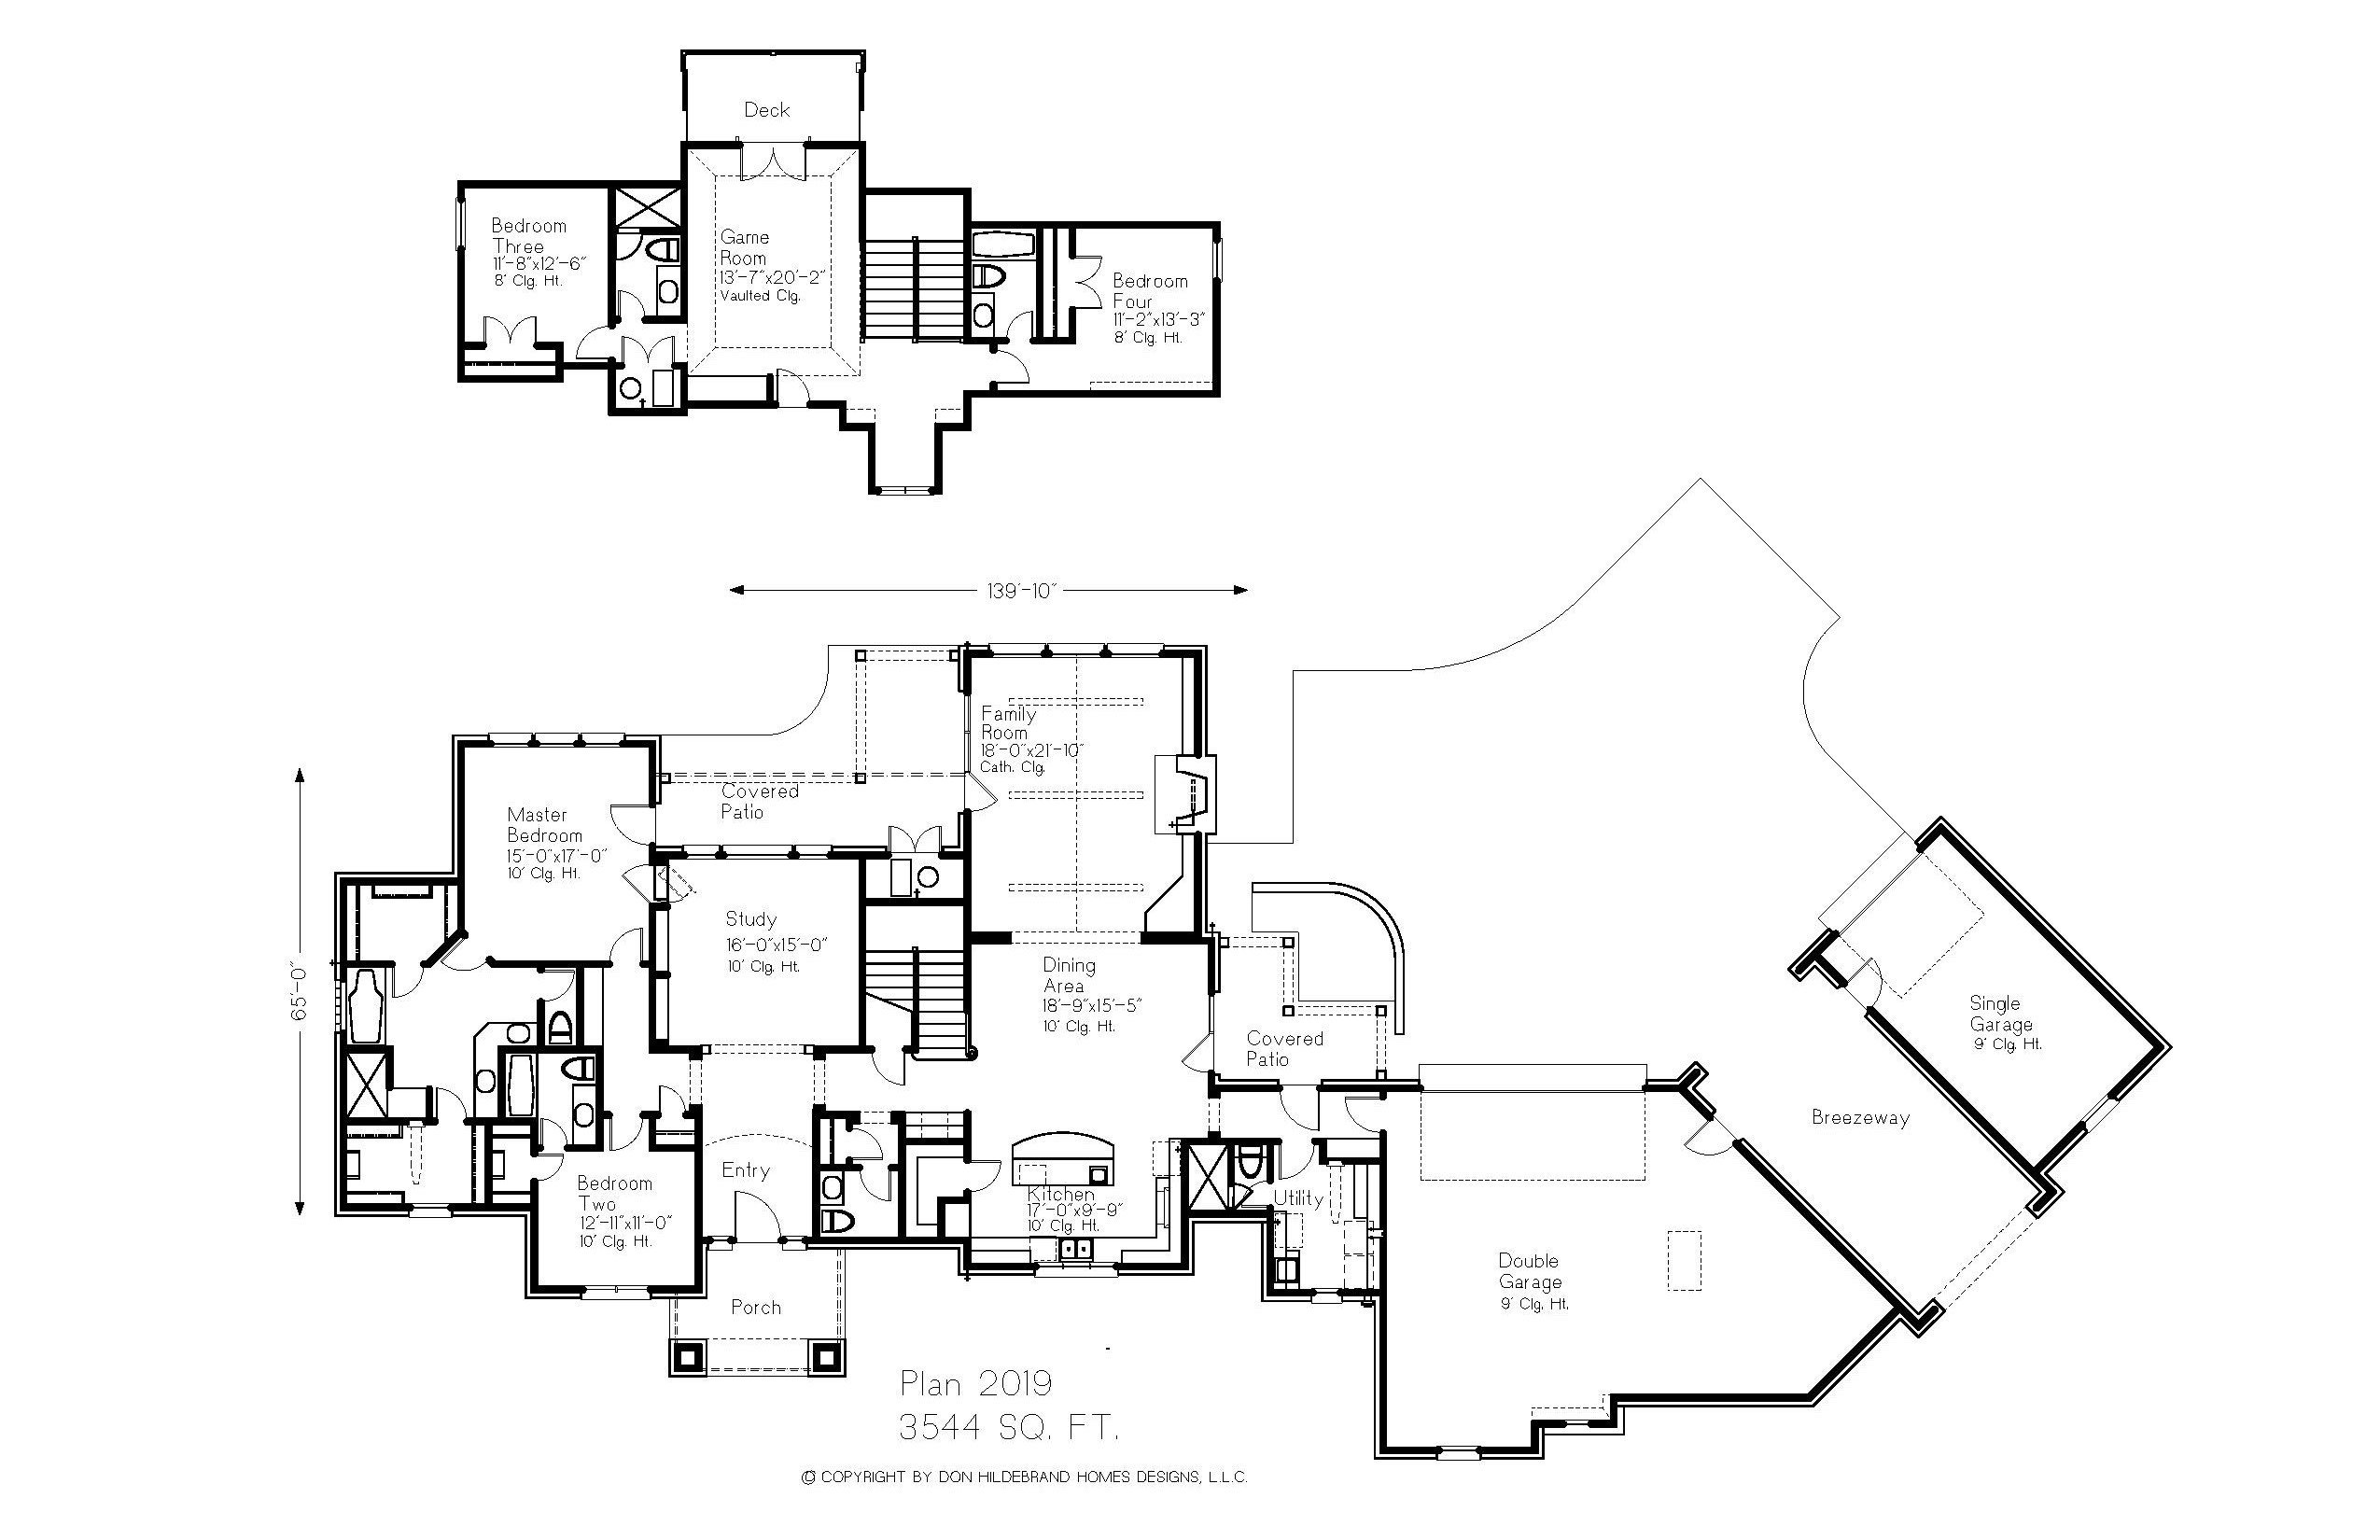 Deck
Bedroom
Three
11'-8"x12'-6"
8' Clg. Ht.
Game
Room
13'-7"x20'-2"
Vaulted Clg.
Bedroom
Four
11'-2"x13'-3"
8' Clg. Ht.
139'-10"
65'-0"
Family
Room
18'-0"x21'-10"
Cath. Clg.
Covered
Patio
Master
Bedroom
15'-0"x17'-0"
10' Clg. Ht.
Study
16'-0"x15'-0"
10' Clg. Ht.
Dining
Area
18'-9"x15'-5"
10' Clg. Ht.
Covered
Patio
Single
Garage
9' Clg. Ht.
Breezeway
Entry
Bedroom
Two
12'-11"x11'-0"
10' Clg. Ht.
Kitchen
17'-0"x9'-9"
10' Clg. Ht.
Utility
Double
Garage
9' Clg. Ht.
Porch
Plan 2019
3544 SQ. FT.
© COPYRIGHT BY DON HILDEBRAND HOMES DESIGNS, L.L.C.